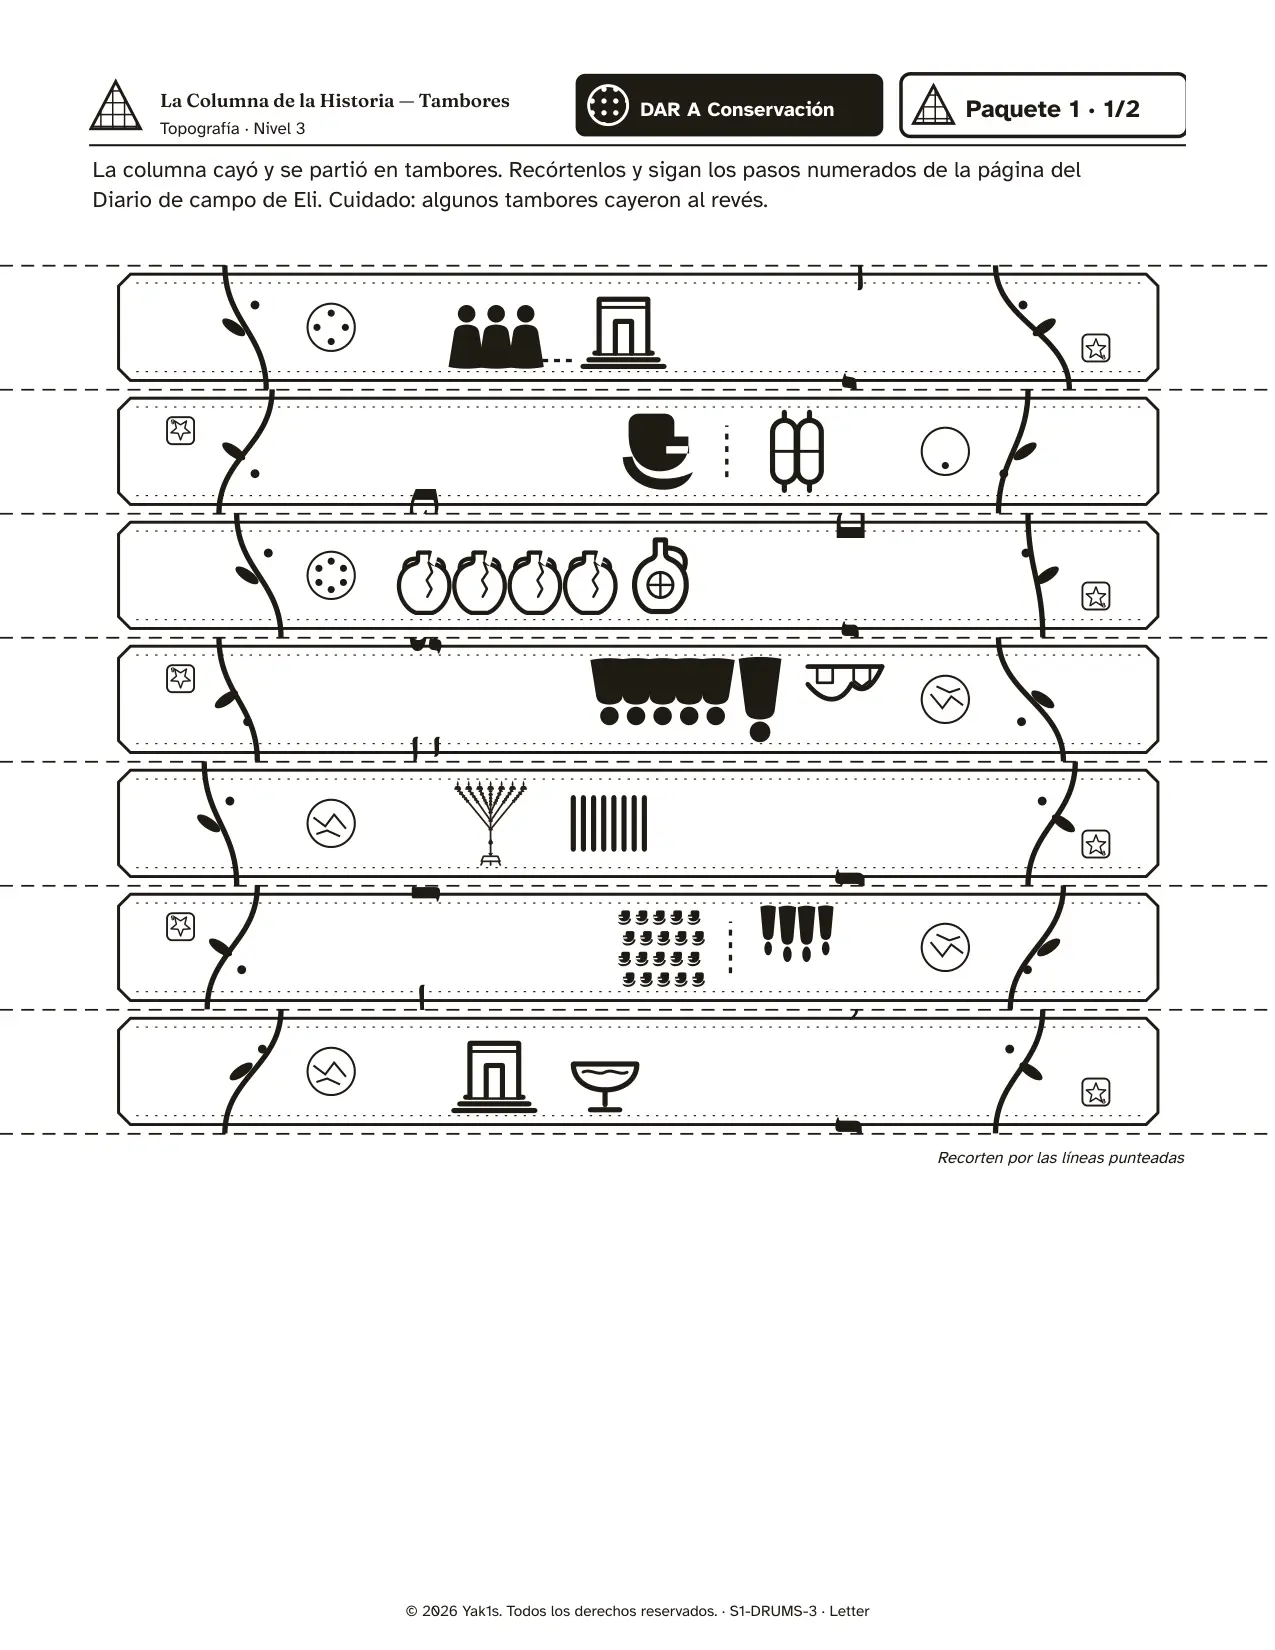 La Columna de la Historia — Tambores
Topografía · Nivel 3
DAR A Conservación
Paquete 1 · 1/2
La columna cayó y se partió en tambores. Recórtenlos y sigan los pasos numerados de la página del
Diario de campo de Eli. Cuidado: algunos tambores cayeron al revés.
Recorten por las líneas punteadas
© 2026 Yak1s. Todos los derechos reservados. · S1-DRUMS-3 · Letter